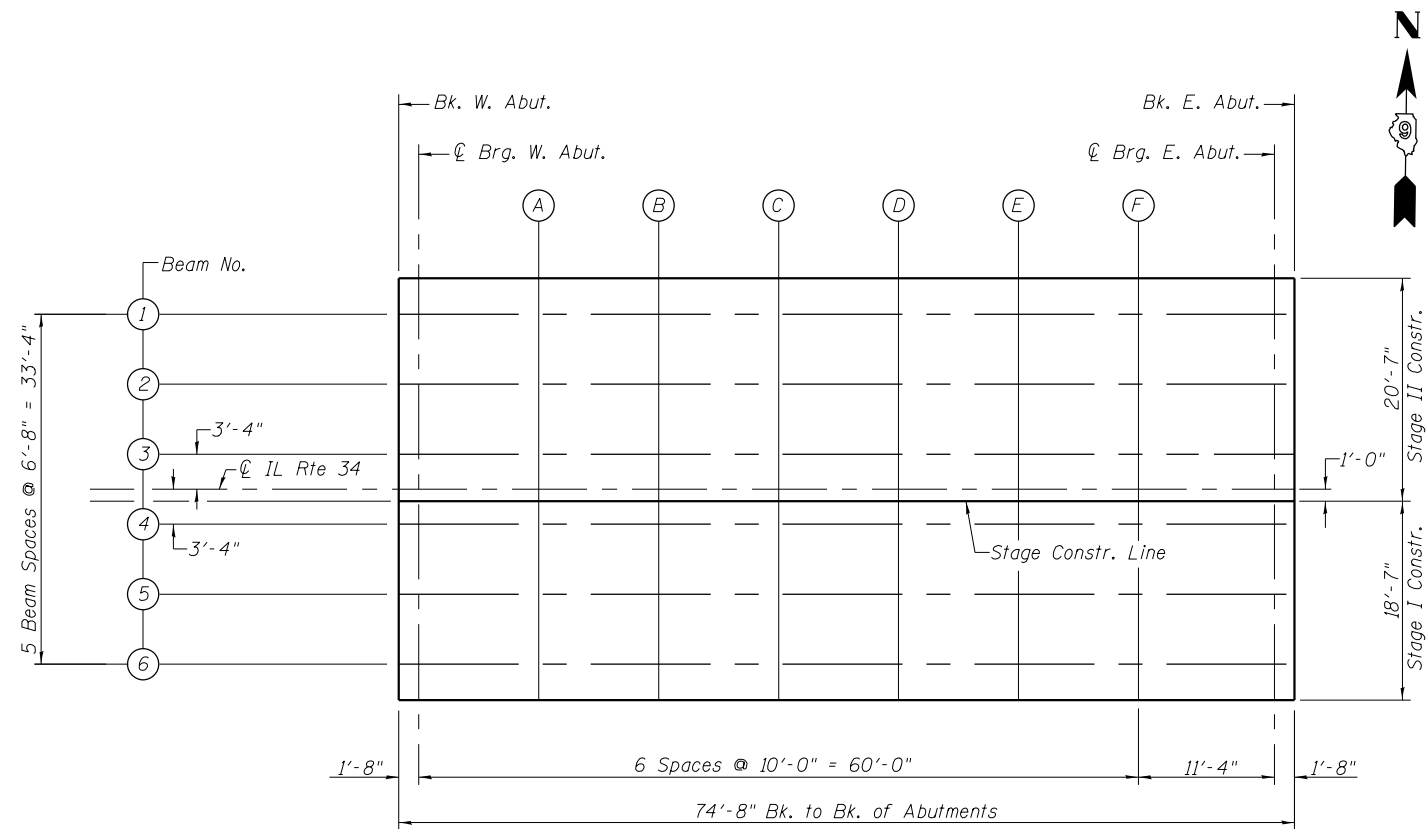 N
9
Bk. W. Abut.
Bk. E. Abut.
℄ Brg. W. Abut.
℄ Brg. E. Abut.
A
B
C
D
E
F
Beam No.
1
2
3
4
5
6
5 Beam Spaces @ 6'-8" = 33'-4"
3'-4"
℄ IL Rte 34
3'-4"
Stage Constr. Line
1'-0"
20'-7"
Stage II Constr.
18'-7"
Stage I Constr.
1'-8"
6 Spaces @ 10'-0" = 60'-0"
11'-4"
1'-8"
74'-8" Bk. to Bk. of Abutments